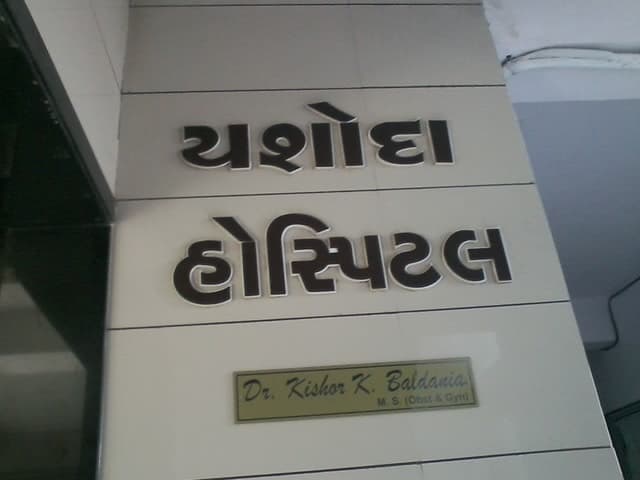 યશોદા
હોસ્પિટલ
Dr. Kishor K. Baldania
M. S. (Obst & Gyn)